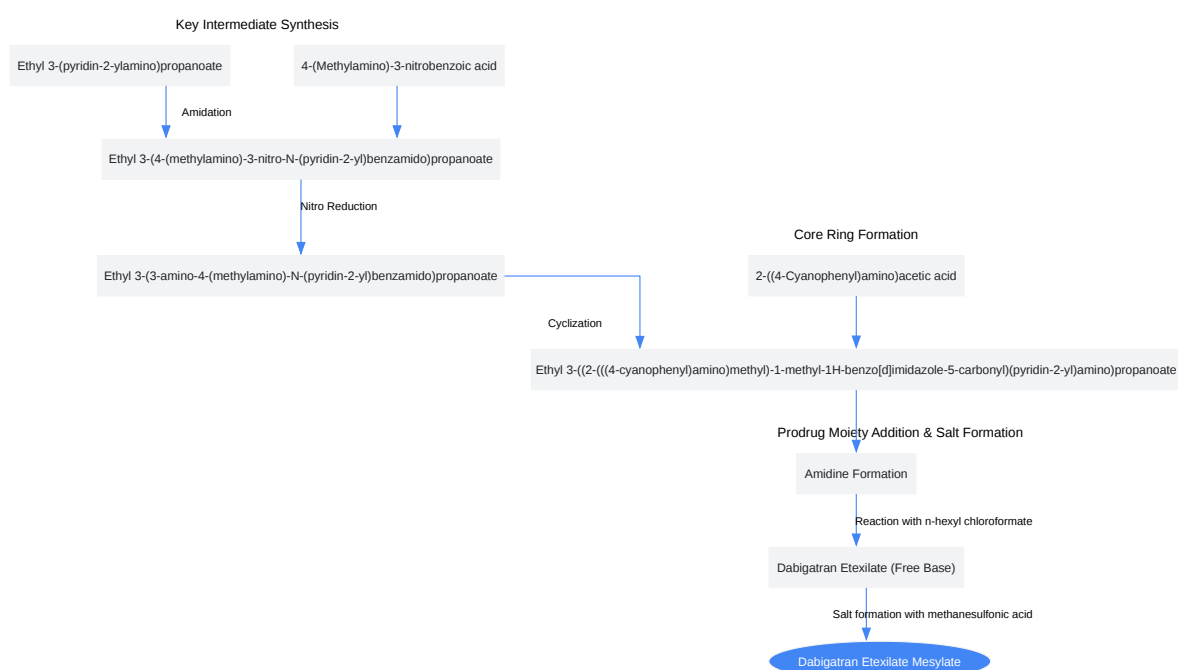 Key Intermediate Synthesis
Ethyl 3-(pyridin-2-ylamino)propanoate
4-(Methylamino)-3-nitrobenzoic acid
Amidation
Ethyl 3-(4-(methylamino)-3-nitro-N-(pyridin-2-yl)benzamido)propanoate
Nitro Reduction
Core Ring Formation
Ethyl 3-(3-amino-4-(methylamino)-N-(pyridin-2-yl)benzamido)propanoate
2-((4-Cyanophenyl)amino)acetic acid
Cyclization
Ethyl 3-((2-(((4-cyanophenyl)amino)methyl)-1-methyl-1H-benzo[d]imidazole-5-carbonyl)(pyridin-2-yl)amino)propanoate
Prodrug Moiety Addition & Salt Formation
Amidine Formation
Reaction with n-hexyl chloroformate
Dabigatran Etexilate (Free Base)
Salt formation with methanesulfonic acid
Dabigatran Etexilate Mesylate